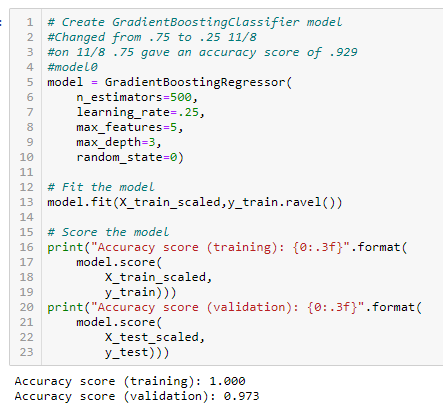 1 # Create GradientBoostingClassifier model
2 #Changed from .75 to .25 11/8
3 #on 11/8 .75 gave an accuracy score of .929
4 #model0
5 model = GradientBoostingRegressor(
6 n_estimators=500,
7 learning_rate=.25,
8 max_features=5,
9 max_depth=3,
10 random_state=0)
11
12 # Fit the model
13 model.fit(X_train_scaled,y_train.ravel())
14
15 # Score the model
16 print("Accuracy score (training): {0:.3f}".format(
17 model.score(
18 X_train_scaled,
19 y_train)))
20 print("Accuracy score (validation): {0:.3f}".format(
21 model.score(
22 X_test_scaled,
23 y_test)))
Accuracy score (training): 1.000
Accuracy score (validation): 0.973